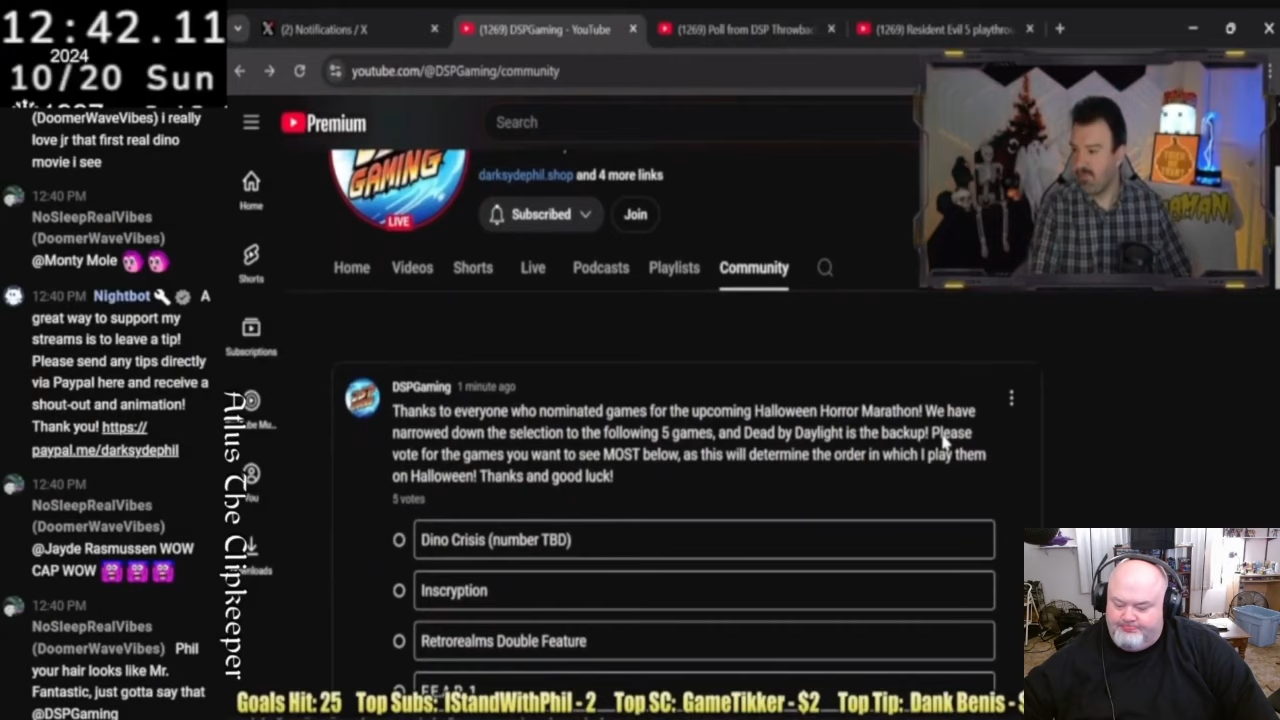 12:42.11
2024
10/20 Sun
(DoomerWaveVibes) i really
love jr that first real dino
movie i see
12:40 PM
NoSleepRealVibes
(DoomerWaveVibes)
@Monty Mole
12:40 PM Nightbot A
great way to support my
streams is to leave a tip!
Please send any tips directly
via Paypal here and receive a
shout-out and animation!
Thank you! https://
paypal.me/darksydephil
12:40 PM
NoSleepRealVibes
(DoomerWaveVibes)
@Jayde Rasmussen WOW
CAP WOW
12:40 PM
NoSleepRealVibes
(DoomerWaveVibes) Phil
your hair looks like Mr.
Fantastic, just gotta say that
@DSPGaming
Atlus The Clipkeeper
(2) Notifications / X
(1269) DSPGaming - YouTube
(1269) Poll from DSP Throwbac
(1269) Resident Evil 5 playthro
youtube.com/@DSPGaming/community
Premium
Search
Home
Shorts
Subscriptions
GAMING
LIVE
darksydephil.shop and 4 more links
Subscribed
Join
Home Videos Shorts Live Podcasts Playlists Community
DSPGaming 1 minute ago
Thanks to everyone who nominated games for the upcoming Halloween Horror Marathon! We have
narrowed down the selection to the following 5 games, and Dead by Daylight is the backup! Please
vote for the games you want to see MOST below, as this will determine the order in which I play them
on Halloween! Thanks and good luck!
5 votes
Dino Crisis (number TBD)
Inscryption
Retrorealms Double Feature
F.E.A.R. 1
Goals Hit: 25 Top Subs: IStandWithPhil - 2 Top SC: GameTikker - $2 Top Tip: Dank Benis - $